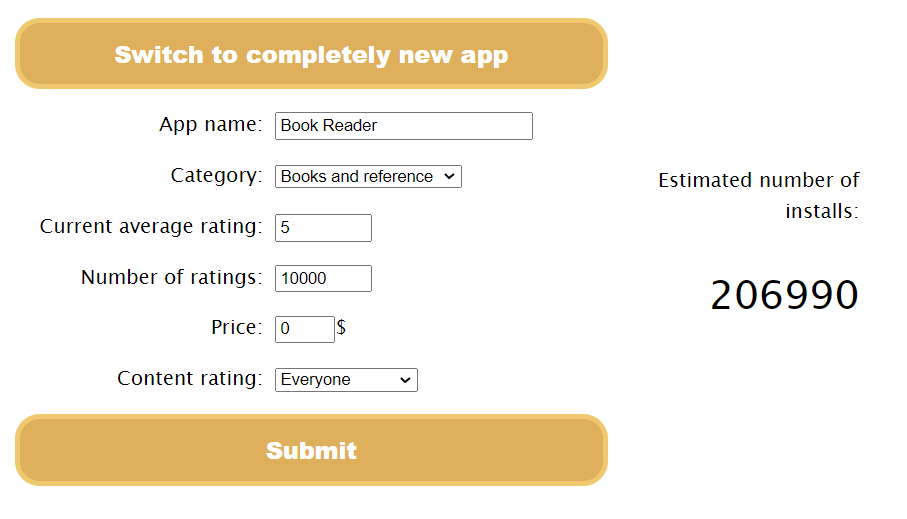 Switch to completely new app
App name: Book Reader
Category: Books and reference
Current average rating: 5
Number of ratings: 10000
Price: 0 $
Content rating: Everyone
Submit
Estimated number of
installs:
206990